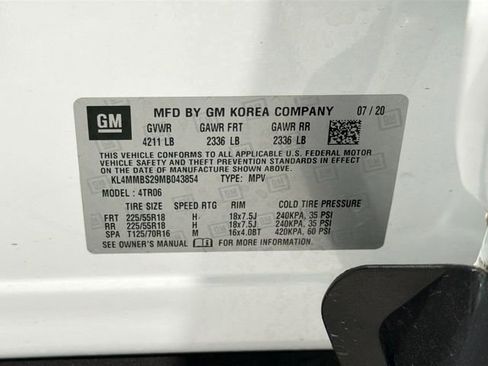 GM MFD BY GM KOREA COMPANY 07 / 20
GVWR GAWR FRT GAWR RR
4211 LB 2336 LB 2336 LB
THIS VEHICLE CONFORMS TO ALL APPLICABLE U.S. FEDERAL MOTOR
VEHICLE SAFETY, BUMPER, AND THEFT PREVENTION STANDARDS IN EFFECT
ON THE DATE OF MANUFACTURE SHOWN ABOVE.
KL4MMBS29MB043854 TYPE: MPV
MODEL: 4TR06
TIRE SIZE SPEED RTG RIM COLD TIRE PRESSURE
FRT 225/55R18 H 18x7.5J 240KPA, 35 PSI
RR 225/55R18 H 18x7.5J 240KPA, 35 PSI
SPA T125/70R16 M 16x4.0BT 420KPA, 60 PSI
SEE OWNER'S MANUAL FOR MORE INFORMATION.